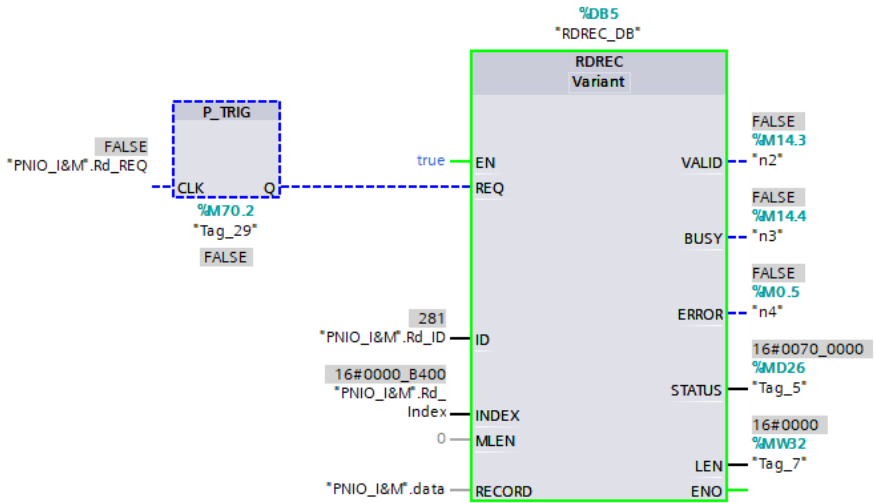 %DB5
"RDREC_DB"
RDREC
Variant
P_TRIG
FALSE
"PNIO_I&M".Rd_REQ
CLK Q
%M70.2
"Tag_29"
FALSE
true
EN
REQ
281
"PNIO_I&M".Rd_ID
ID
16#0000_B400
"PNIO_I&M".Rd_
Index
INDEX
0
MLEN
"PNIO_I&M".data
RECORD
FALSE
%M14.3
VALID "n2"
FALSE
%M14.4
BUSY "n3"
FALSE
%M0.5
ERROR "n4"
16#0070_0000
%MD26
STATUS "Tag_5"
16#0000
%MW32
LEN "Tag_7"
ENO